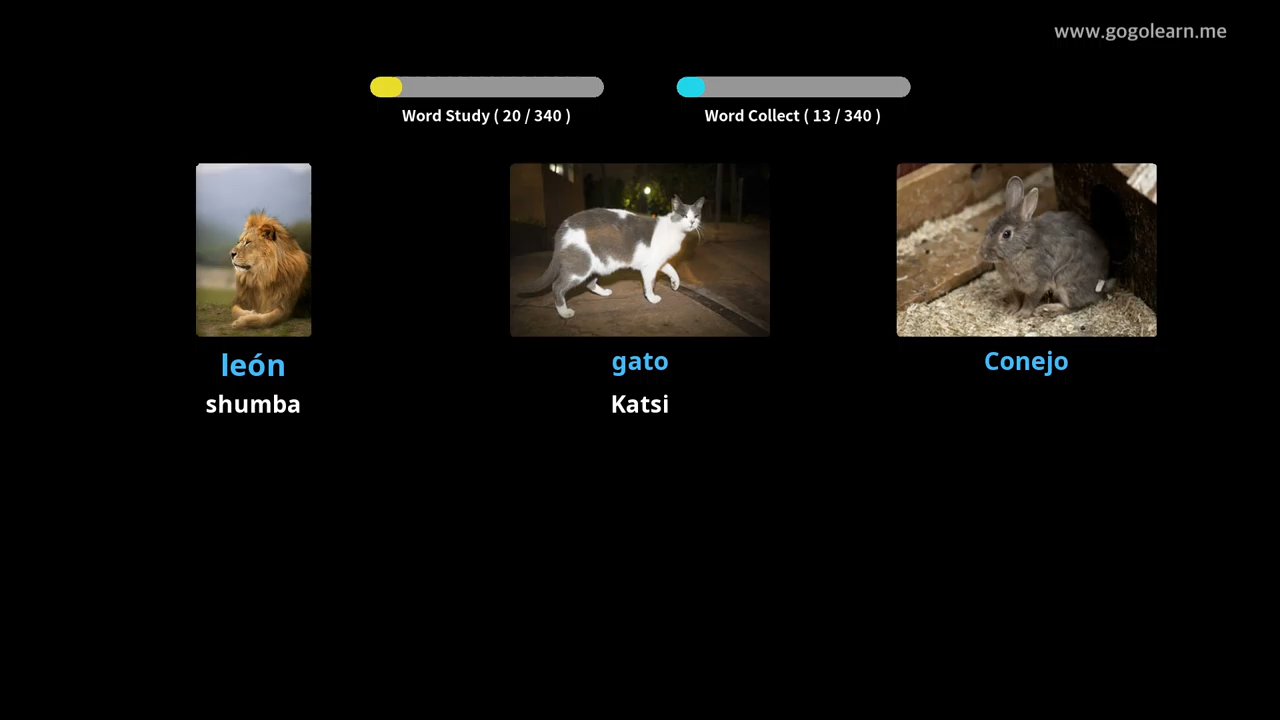 www.gogolearn.me
Word Study ( 20 / 340 )
Word Collect ( 13 / 340 )
león
gato
Conejo
shumba
Katsi